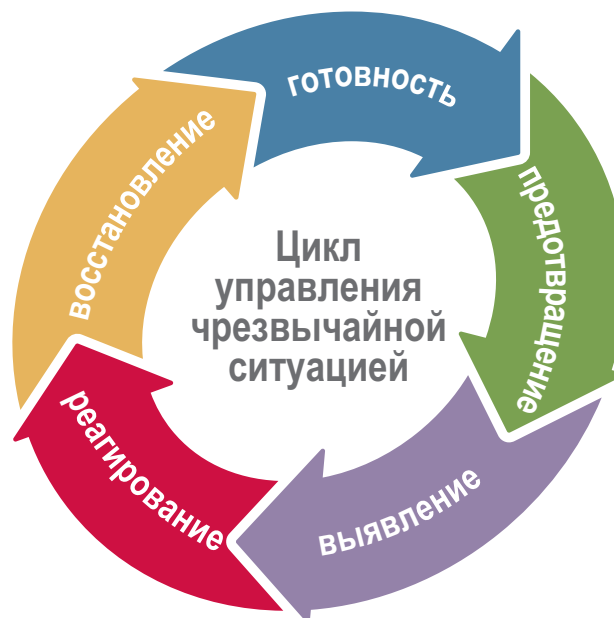 готовность
предотвращение
выявление
реагирование
восстановление
Цикл
управления
чрезвычайной
ситуацией